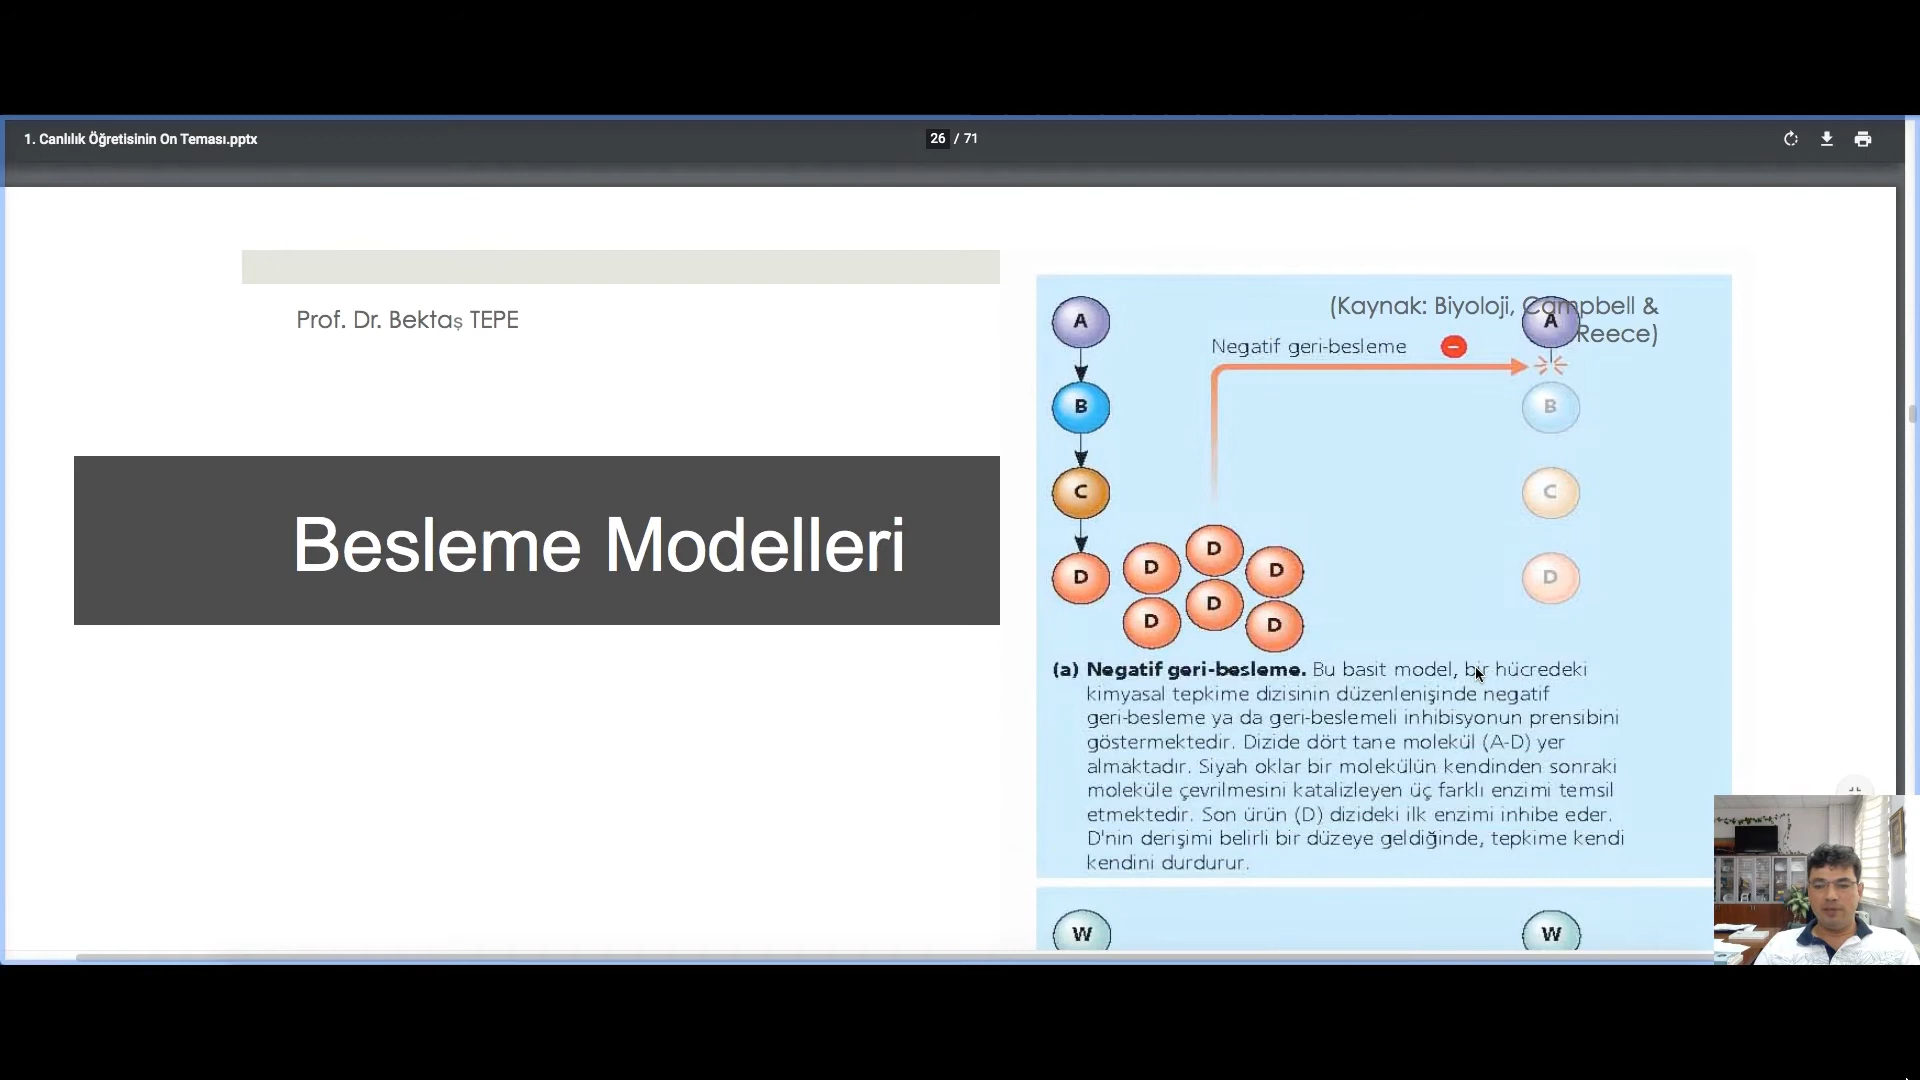 1. Canlılık Öğretisinin On Teması.pptx
26 / 71
Prof. Dr. Bektaş TEPE
Besleme Modelleri
(Kaynak: Biyoloji, Campbell &
Reece)
A
A
Negatif geri-besleme
B
B
C
C
D
D
D
D
D
D
D
D
(a) Negatif geri-besleme. Bu basit model, bir hücredeki
kimyasal tepkime dizisinin düzenlenişinde negatif
geri-besleme ya da geri-beslemeli inhibisyonun prensibini
göstermektedir. Dizide dört tane molekül (A-D) yer
almaktadır. Siyah oklar bir molekülün kendinden sonraki
moleküle çevrilmesini katalizleyen üç farklı enzimi temsil
etmektedir. Son ürün (D) dizideki ilk enzimi inhibe eder.
D'nin derişimi belirli bir düzeye geldiğinde, tepkime kendi
kendini durdurur.
W
W